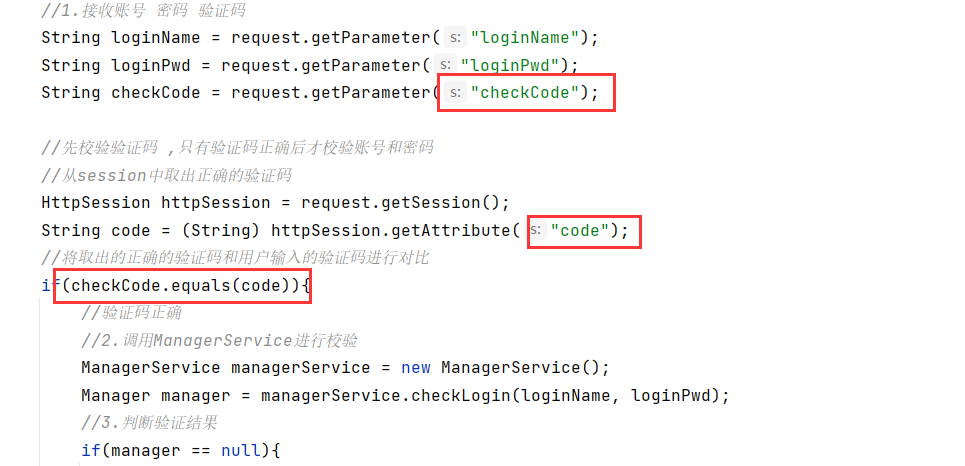 //1.接收账号 密码 验证码
String loginName = request.getParameter( s: "loginName");
String loginPwd = request.getParameter( s: "loginPwd");
String checkCode = request.getParameter( s: "checkCode");
//先校验验证码 ,只有验证码正确后才校验账号和密码
//从session中取出正确的验证码
HttpSession httpSession = request.getSession();
String code = (String) httpSession.getAttribute( s: "code");
//将取出的正确的验证码和用户输入的验证码进行对比
if(checkCode.equals(code)){
//验证码正确
//2.调用ManagerService进行校验
ManagerService managerService = new ManagerService();
Manager manager = managerService.checkLogin(loginName, loginPwd);
//3.判断验证结果
if(manager == null){